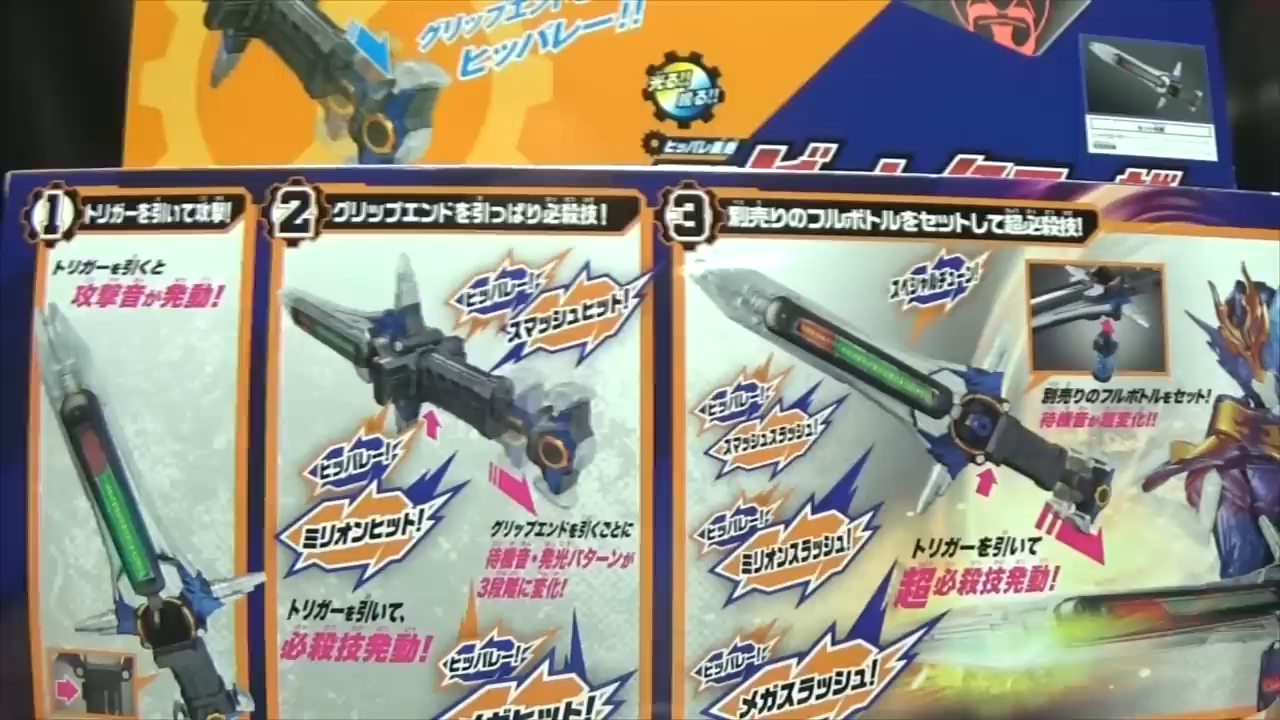 グリップエンドを
ヒッパレー!!
光る!!
鳴る!!
1
トリガーを引いて攻撃!
トリガーを引くと
攻撃音が発動!
2
グリップエンドを引っぱり必殺技!
ヒッパレー!
スマッシュヒット!
ヒッパレー!
ミリオンヒット!
グリップエンドを引くごとに
待機音・発光パターンが
3段階に変化!
トリガーを引いて、
必殺技発動!
ヒッパレー!
メガヒット!
3
別売りのフルボトルをセットして超必殺技!
スペシャルチューン!
ヒッパレー!
スマッシュスラッシュ!
ヒッパレー!
ミリオンスラッシュ!
ヒッパレー!
メガスラッシュ!
別売りのフルボトルをセット!
待機音が超変化!!
トリガーを引いて
超必殺技発動!